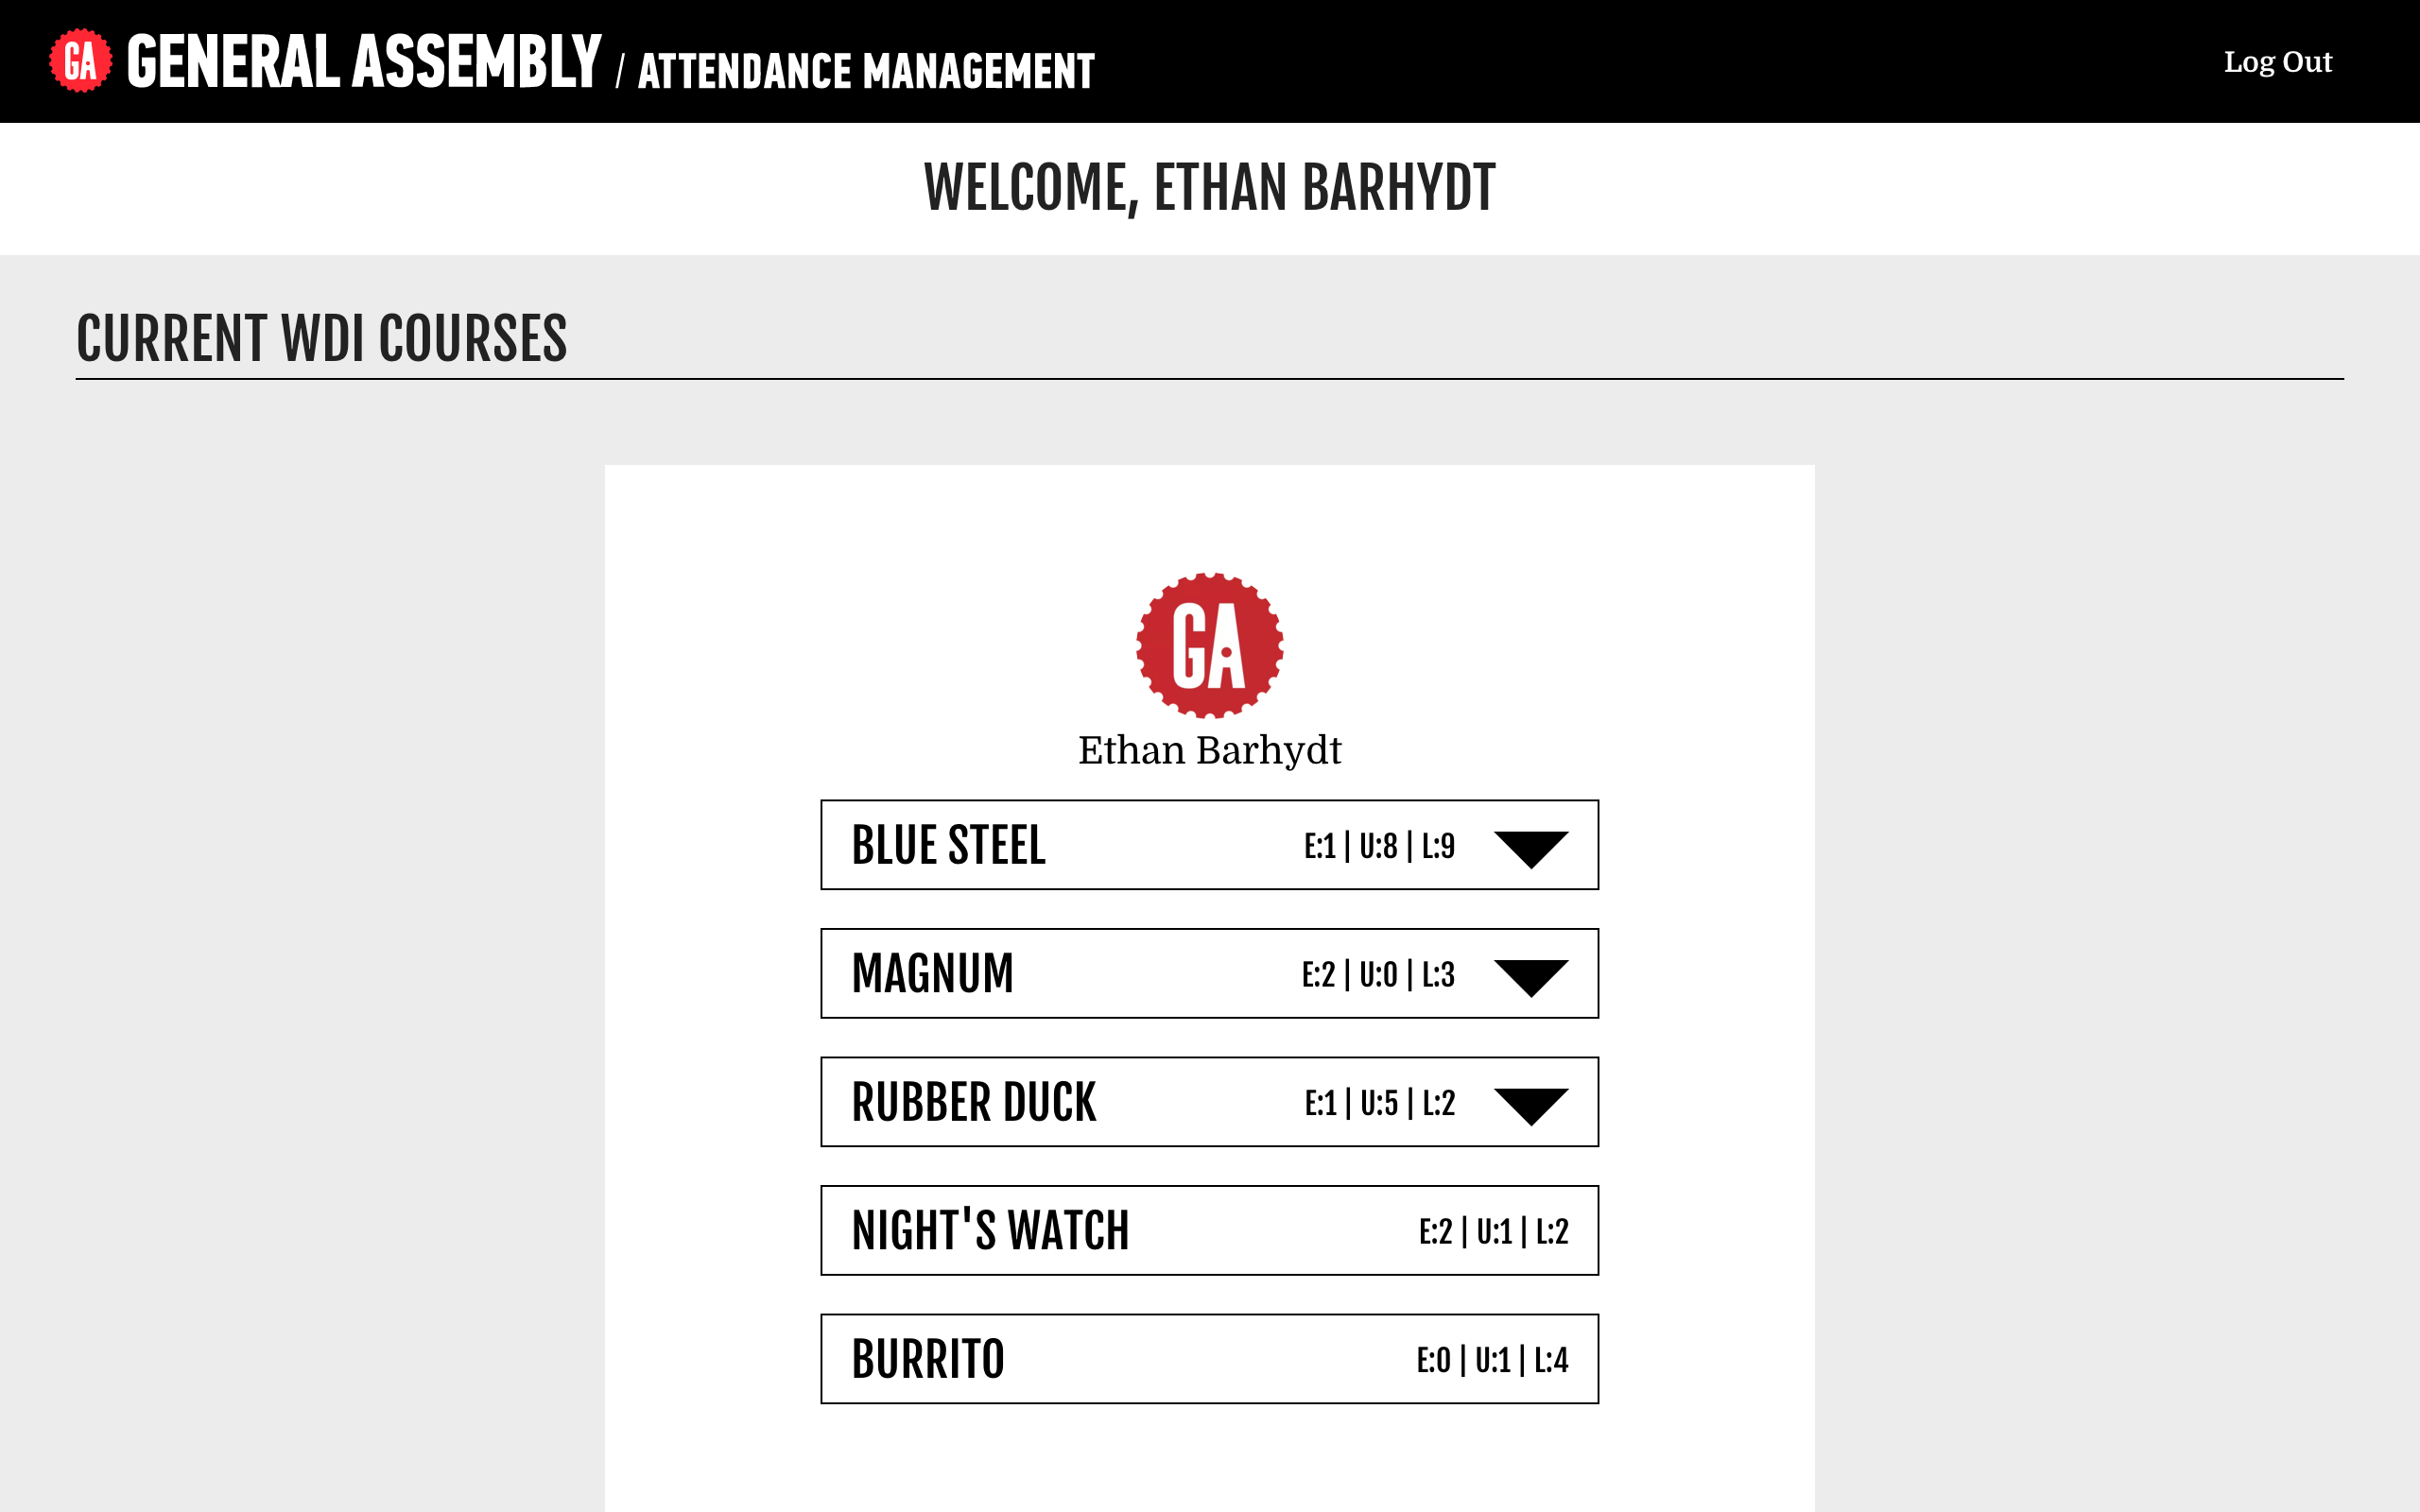 GA GENERAL ASSEMBLY / ATTENDANCE MANAGEMENT Log Out
WELCOME, ETHAN BARHYDT
CURRENT WDI COURSES
GA
Ethan Barhydt
BLUE STEEL E:1 | U:8 | L:9
MAGNUM E:2 | U:0 | L:3
RUBBER DUCK E:1 | U:5 | L:2
NIGHT'S WATCH E:2 | U:1 | L:2
BURRITO E:0 | U:1 | L:4